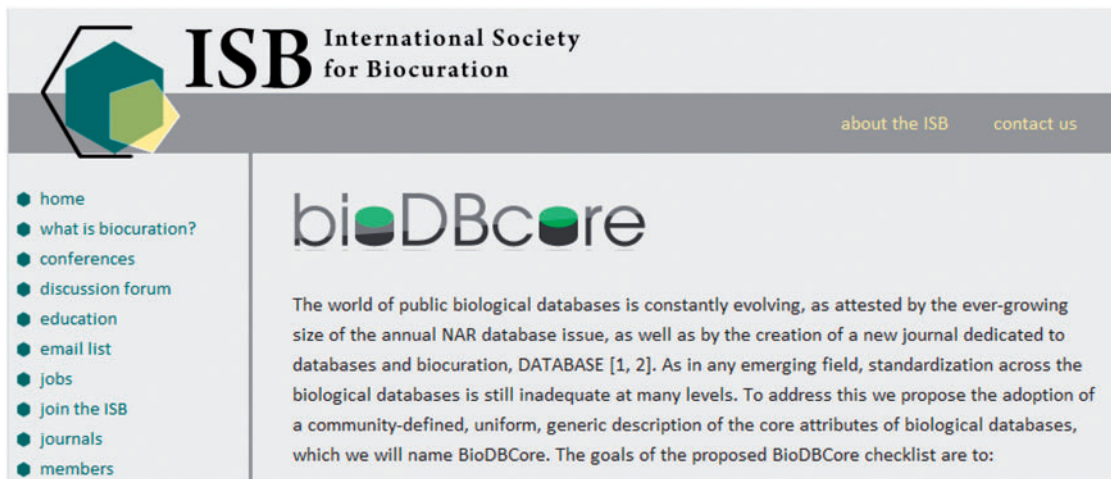 ISB International Society
for Biocuration
about the ISB contact us
home
what is biocuration?
conferences
discussion forum
education
email list
jobs
join the ISB
journals
members
bioDBcore
The world of public biological databases is constantly evolving, as attested by the ever-growing
size of the annual NAR database issue, as well as by the creation of a new journal dedicated to
databases and biocuration, DATABASE [1, 2]. As in any emerging field, standardization across the
biological databases is still inadequate at many levels. To address this we propose the adoption of
a community-defined, uniform, generic description of the core attributes of biological databases,
which we will name BioDBCore. The goals of the proposed BioDBCore checklist are to: